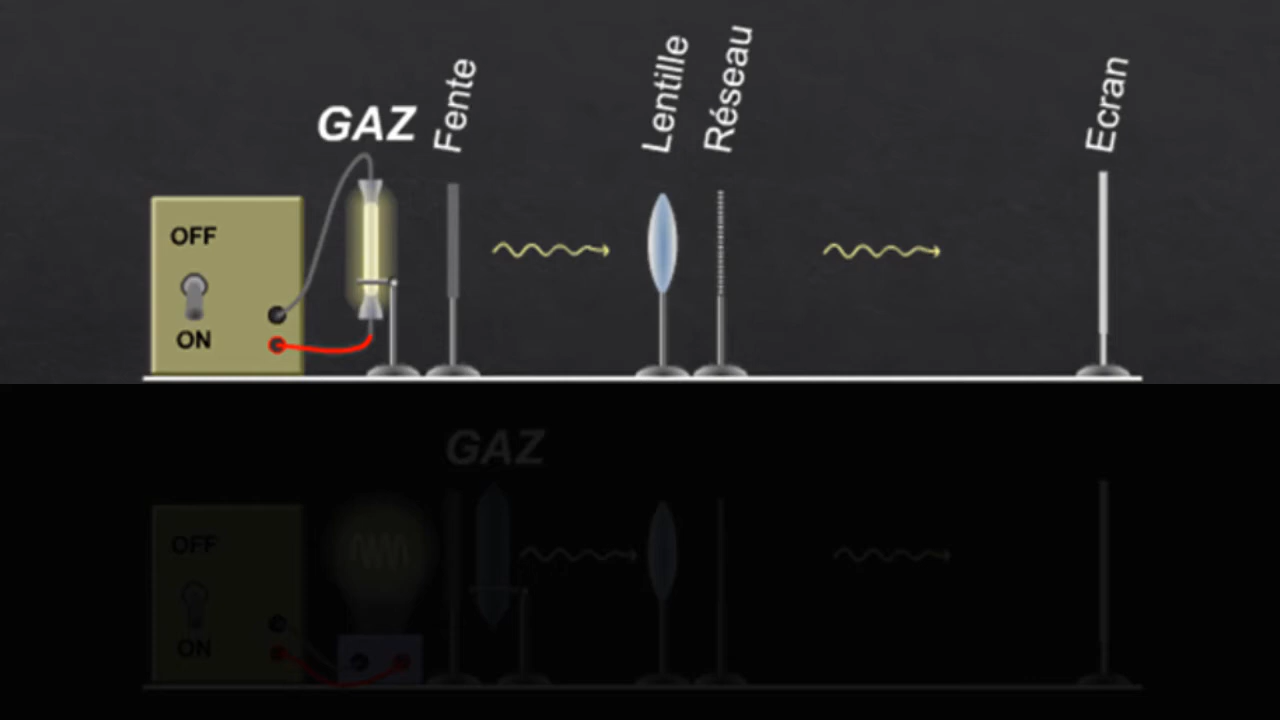 GAZ
Fente
Lentille
Réseau
Ecran
OFF
ON
GAZ
OFF
ON